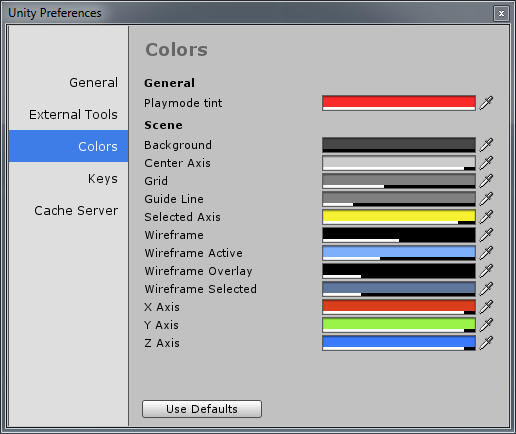 Unity Preferences
General
External Tools
Colors
Keys
Cache Server
Colors
General
Playmode tint
Scene
Background
Center Axis
Grid
Guide Line
Selected Axis
Wireframe
Wireframe Active
Wireframe Overlay
Wireframe Selected
X Axis
Y Axis
Z Axis
Use Defaults